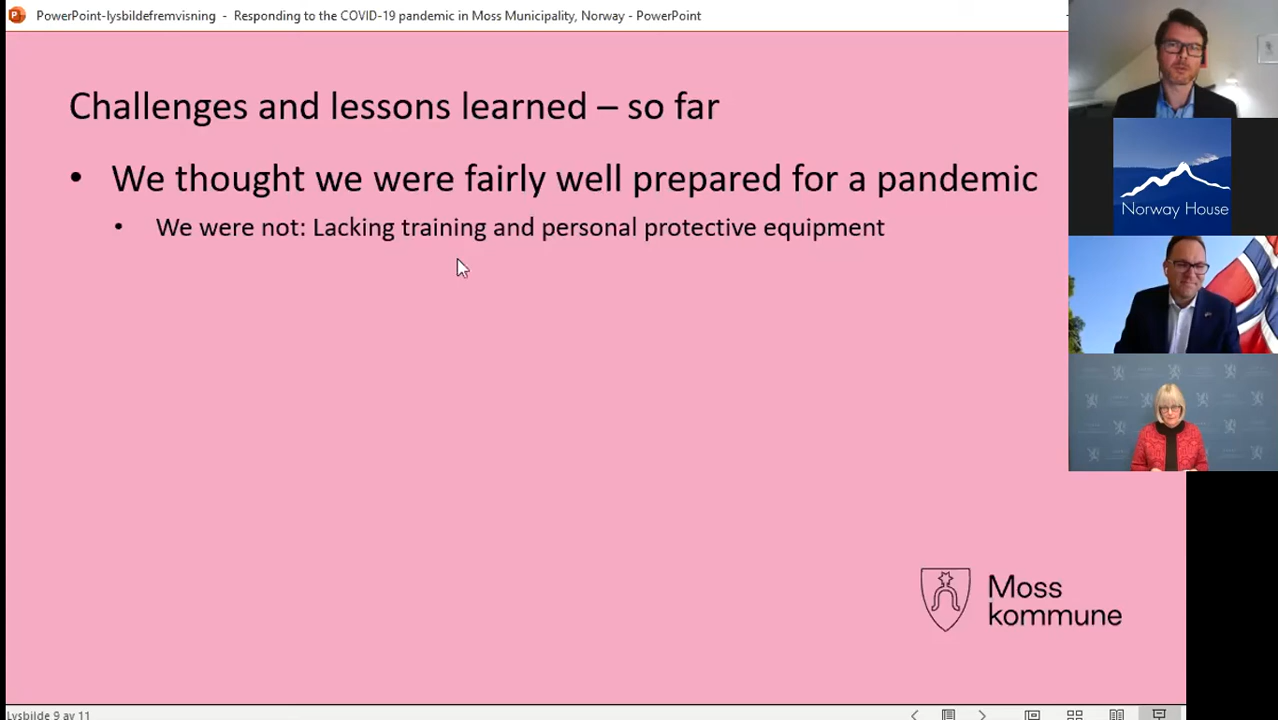 PowerPoint-lysbildefremvisning - Responding to the COVID-19 pandemic in Moss Municipality, Norway - PowerPoint
Challenges and lessons learned – so far
• We thought we were fairly well prepared for a pandemic
• We were not: Lacking training and personal protective equipment
Norway House
Moss
kommune
Lysbilde 9 av 11